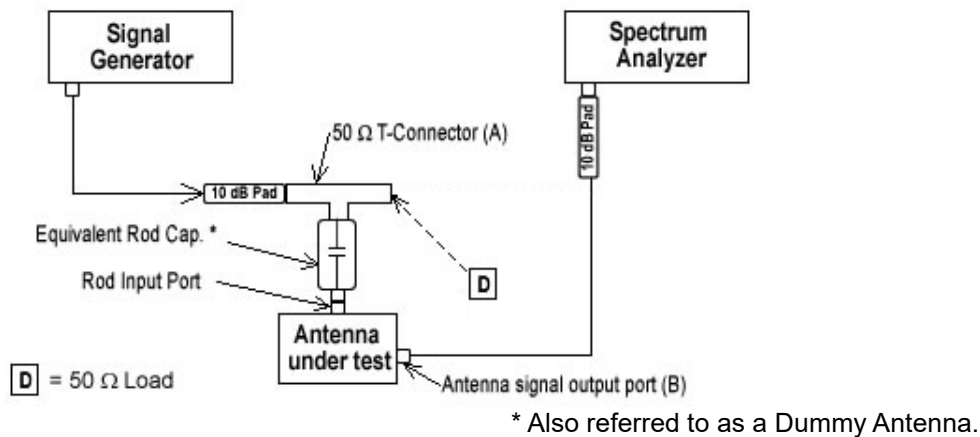 Signal
Generator
Spectrum
Analyzer
10 dB Pad
50 Ω T-Connector (A)
10 dB Pad
Equivalent Rod Cap. *
Rod Input Port
D
Antenna
under test
D = 50 Ω Load
Antenna signal output port (B)
* Also referred to as a Dummy Antenna.